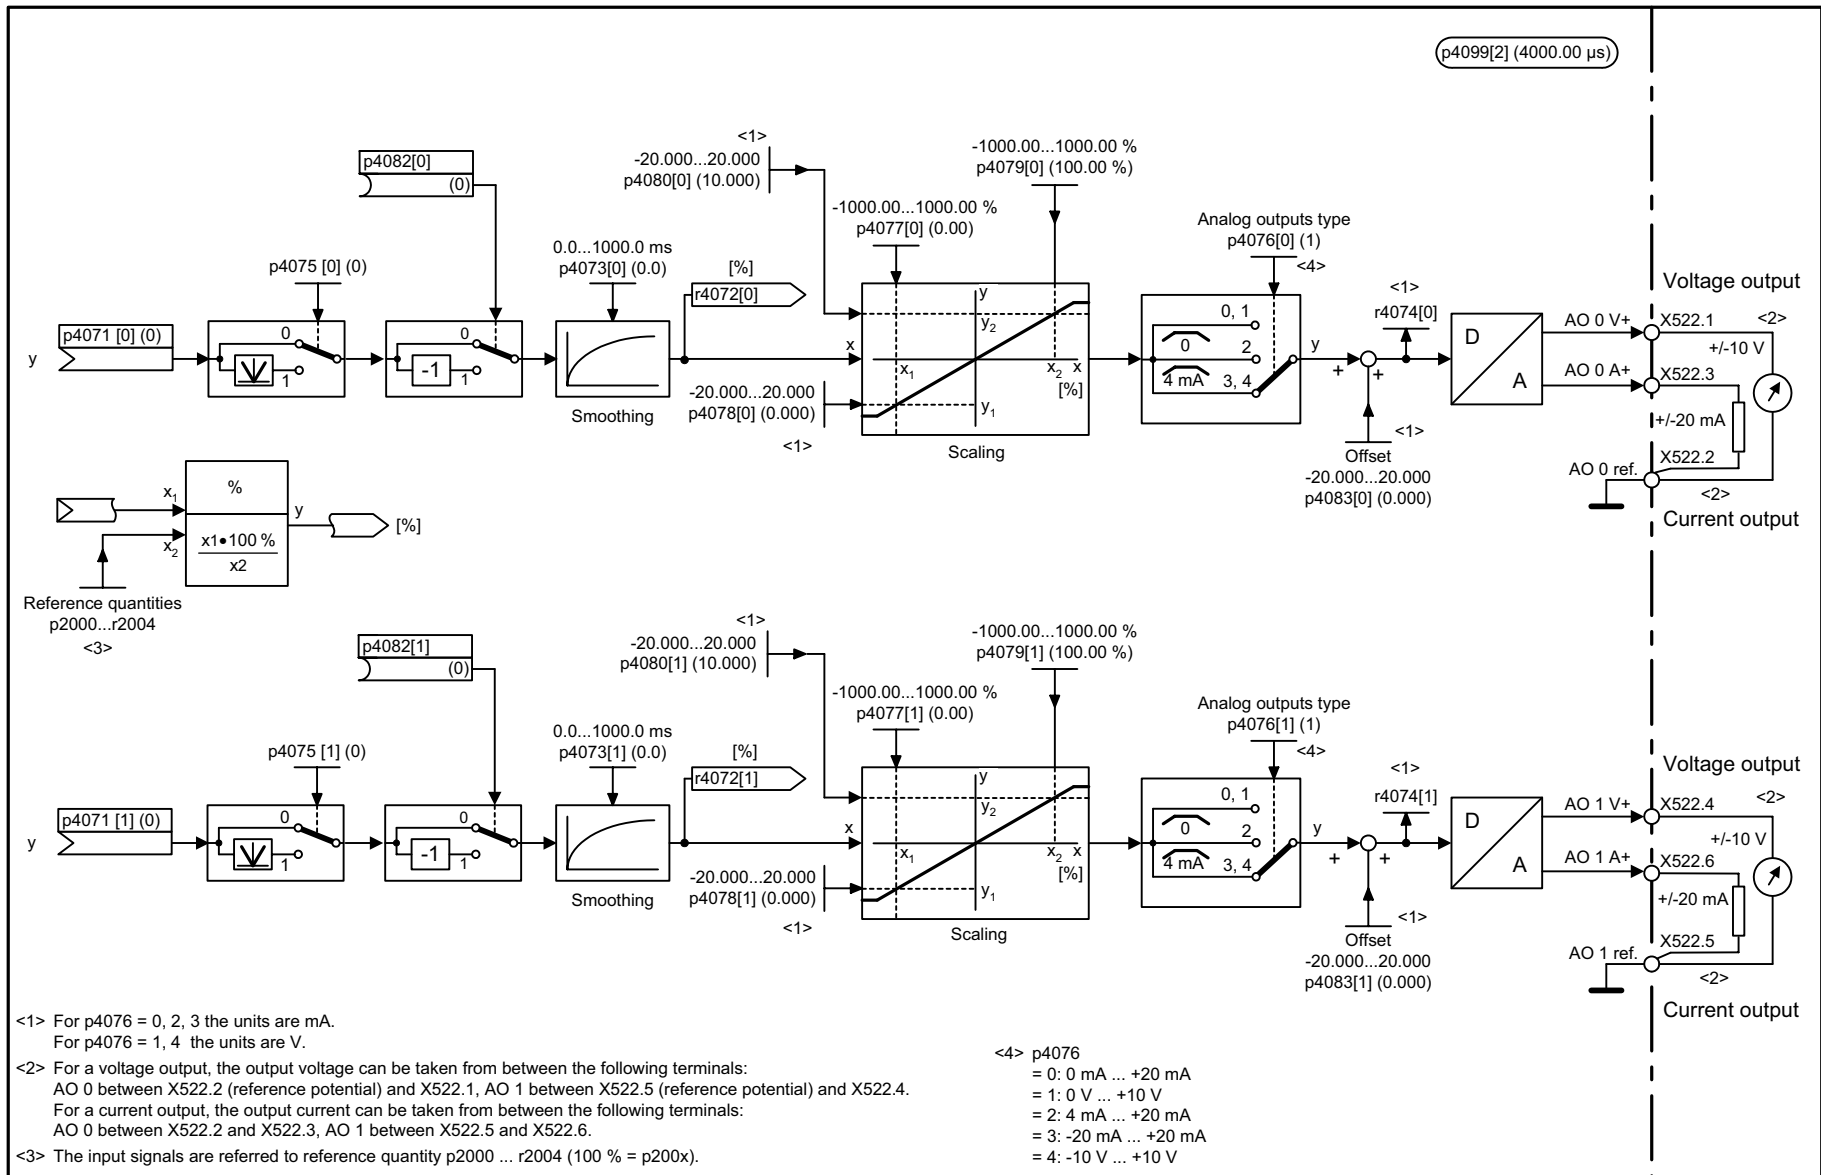 p4099[2] (4000.00 µs)
<1>
-20.000...20.000
p4080[0] (10.000)
-1000.00...1000.00 %
p4079[0] (100.00 %)
p4082[0]
(0)
-1000.00...1000.00 %
p4077[0] (0.00)
Analog outputs type
p4076[0] (1)
<4>
0.0...1000.0 ms
p4073[0] (0.0)
p4075 [0] (0)
[%]
r4072[0]
<1>
r4074[0]
Voltage output
y
p4071 [0] (0)
0
1
0
-1
1
Smoothing
x
-20.000...20.000
p4078[0] (0.000)
<1>
y
y2
x1
x2
x
[%]
y1
Scaling
0, 1
0
2
4 mA
3, 4
y
+
+
<1>
Offset
-20.000...20.000
p4083[0] (0.000)
D
A
AO 0 V+
X522.1
<2>
+/-10 V
AO 0 A+
X522.3
+/-20 mA
X522.2
AO 0 ref.
<2>
Current output
x1
x2
%
x1•100 %
x2
y
[%]
Reference quantities
p2000...r2004
<3>
<1>
-20.000...20.000
p4080[1] (10.000)
-1000.00...1000.00 %
p4079[1] (100.00 %)
p4082[1]
(0)
-1000.00...1000.00 %
p4077[1] (0.00)
Analog outputs type
p4076[1] (1)
<4>
0.0...1000.0 ms
p4073[1] (0.0)
p4075 [1] (0)
[%]
r4072[1]
<1>
r4074[1]
Voltage output
y
p4071 [1] (0)
0
1
0
-1
1
Smoothing
x
-20.000...20.000
p4078[1] (0.000)
<1>
y
y2
x1
x2
x
[%]
y1
Scaling
0, 1
0
2
4 mA
3, 4
y
+
+
<1>
Offset
-20.000...20.000
p4083[1] (0.000)
D
A
AO 1 V+
X522.4
<2>
+/-10 V
AO 1 A+
X522.6
+/-20 mA
X522.5
AO 1 ref.
<2>
Current output
<1> For p4076 = 0, 2, 3 the units are mA.
For p4076 = 1, 4 the units are V.
<2> For a voltage output, the output voltage can be taken from between the following terminals:
AO 0 between X522.2 (reference potential) and X522.1, AO 1 between X522.5 (reference potential) and X522.4.
For a current output, the output current can be taken from between the following terminals:
AO 0 between X522.2 and X522.3, AO 1 between X522.5 and X522.6.
<3> The input signals are referred to reference quantity p2000 ... r2004 (100 % = p200x).
<4> p4076
= 0: 0 mA ... +20 mA
= 1: 0 V ... +10 V
= 2: 4 mA ... +20 mA
= 3: -20 mA ... +20 mA
= 4: -10 V ... +10 V